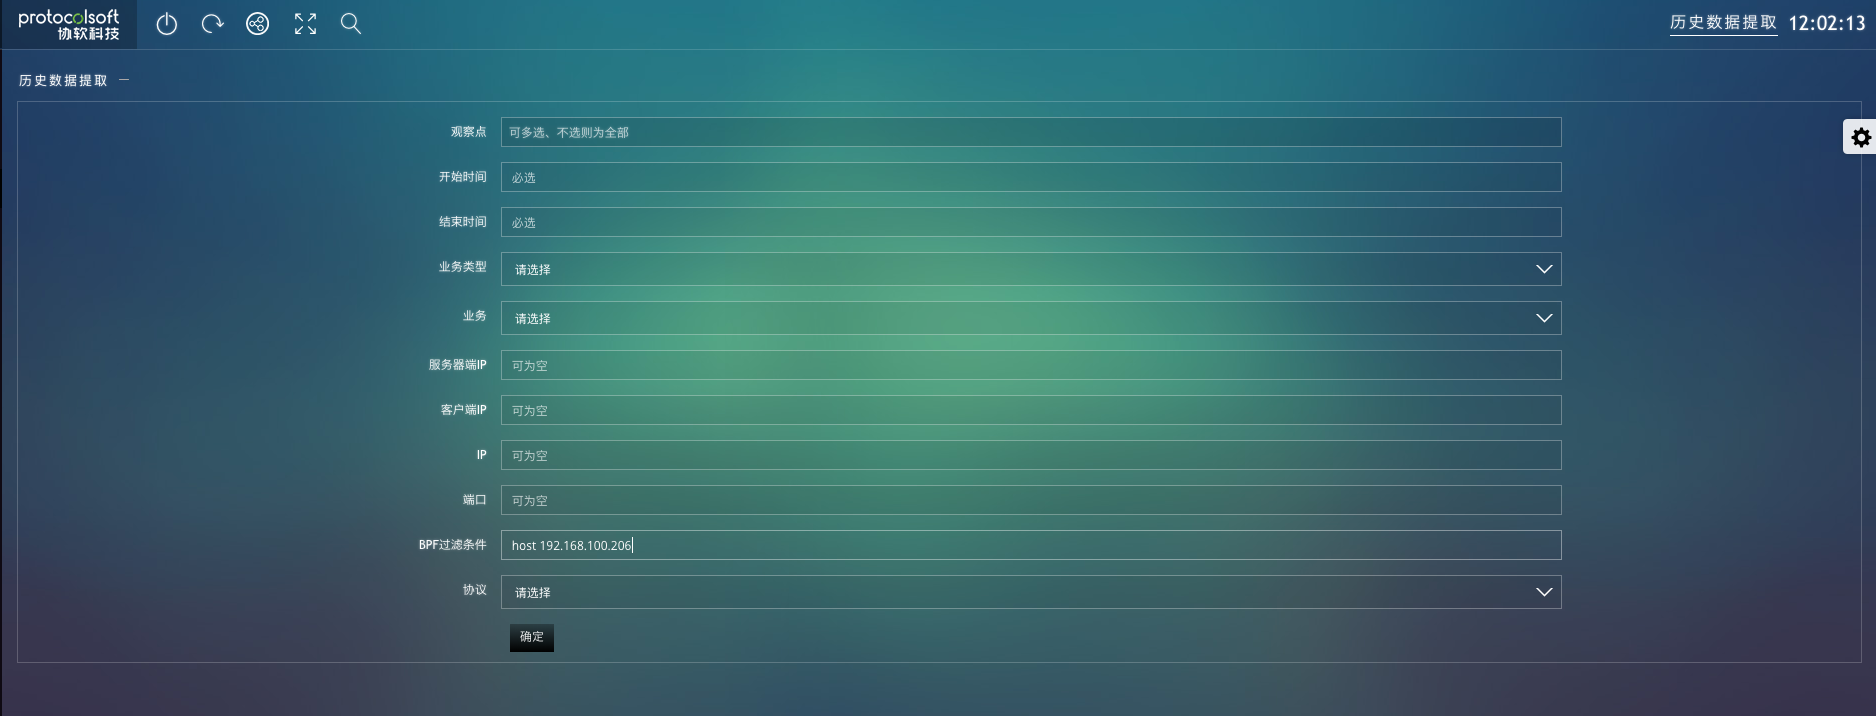 protocolsoft
协软科技
历史数据提取 12:02:13
历史数据提取
观察点 可多选、不选则为全部
开始时间 必选
结束时间 必选
业务类型 请选择
业务 请选择
服务器端IP 可为空
客户端IP 可为空
IP 可为空
端口 可为空
BPF过滤条件 host 192.168.100.206
协议 请选择
确定